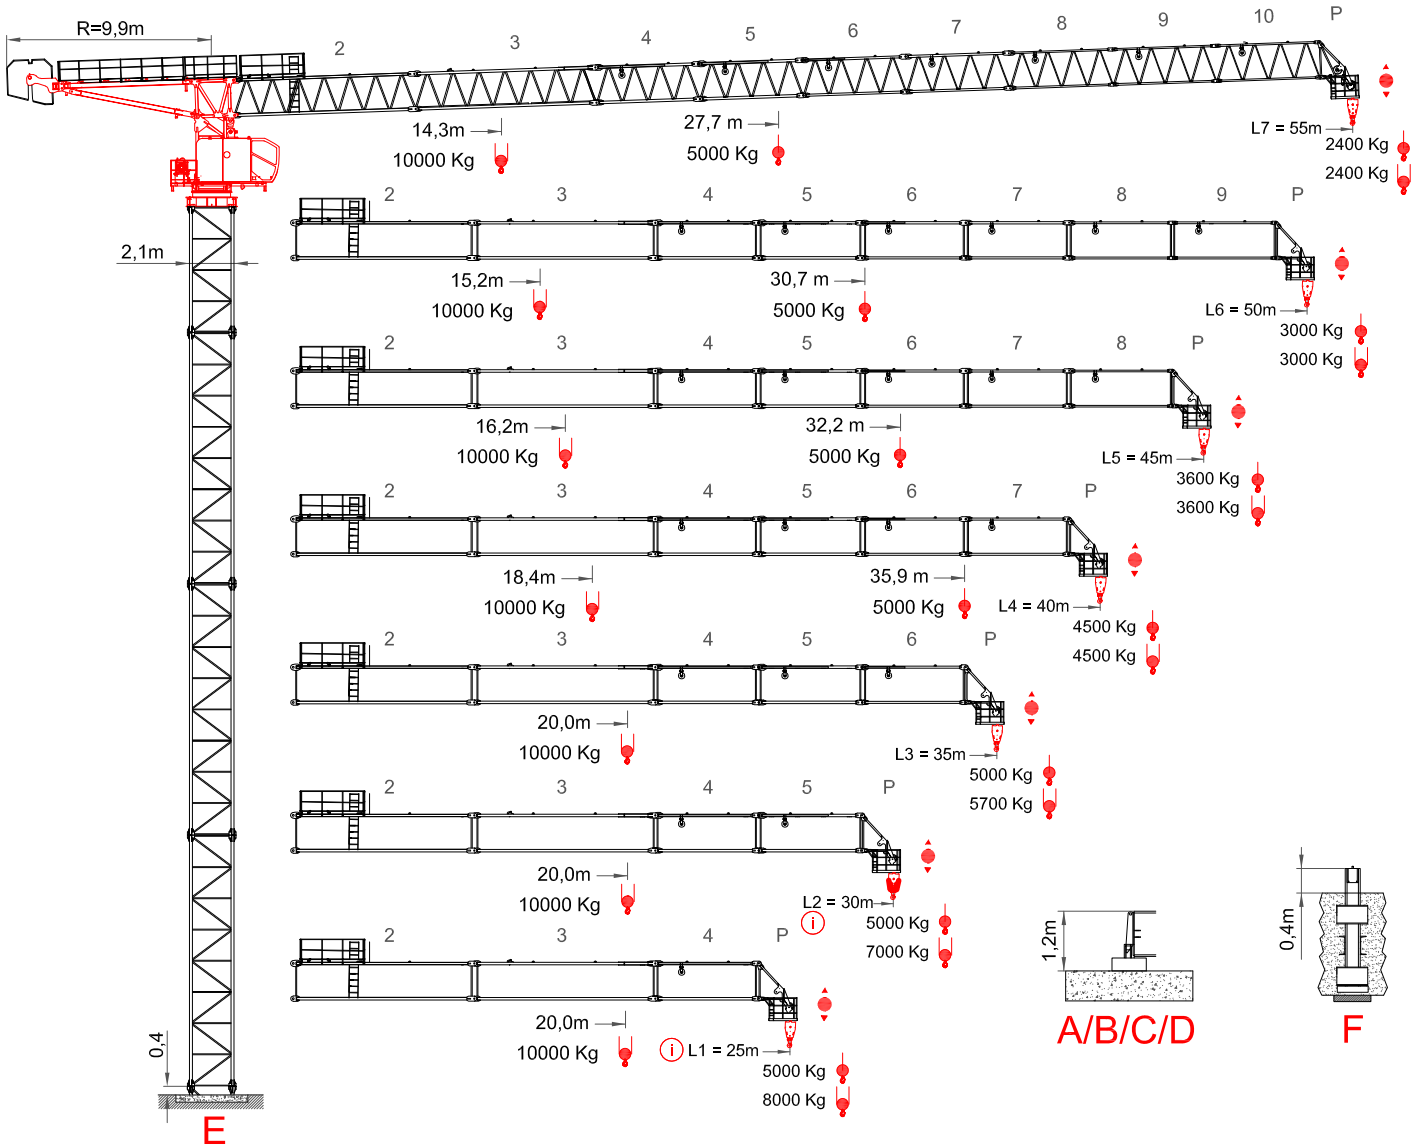 R=9,9m
2 3 4 5 6 7 8 9 10 P
14,3m
10000 Kg
27,7 m
5000 Kg
L7 = 55m
2400 Kg
2400 Kg
2,1m
2 3 4 5 6 7 8 9 P
15,2m
10000 Kg
30,7 m
5000 Kg
L6 = 50m
3000 Kg
3000 Kg
2 3 4 5 6 7 8 P
16,2m
10000 Kg
32,2 m
5000 Kg
L5 = 45m
3600 Kg
3600 Kg
2 3 4 5 6 7 P
18,4m
10000 Kg
35,9 m
5000 Kg
L4 = 40m
4500 Kg
4500 Kg
2 3 4 5 6 P
20,0m
10000 Kg
L3 = 35m
5000 Kg
5700 Kg
2 3 4 5 P
20,0m
10000 Kg
L2 = 30m
i
5000 Kg
7000 Kg
2 3 4 P
20,0m
10000 Kg
i L1 = 25m
5000 Kg
8000 Kg
0,4
E
1,2m
A/B/C/D
0,4m
F